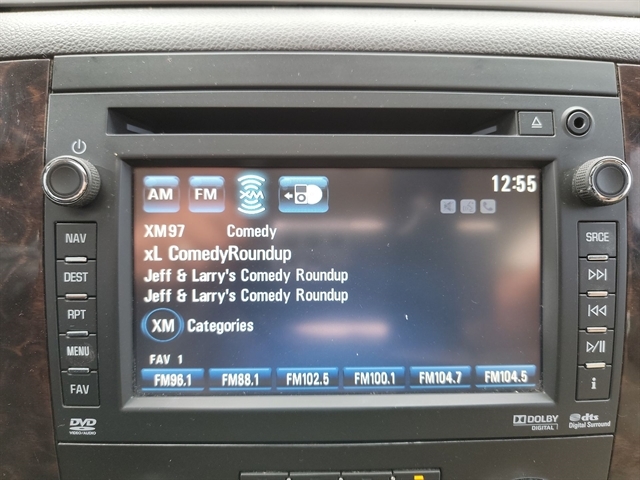 AM FM XM 12:55
XM97 Comedy
xL ComedyRoundup
Jeff & Larry's Comedy Roundup
Jeff & Larry's Comedy Roundup
XM Categories
FAV 1
FM96.1 FM88.1 FM102.5 FM100.1 FM104.7 FM104.5
NAV
DEST
RPT
MENU
FAV
SRCE
i
DVD
VIDEO/AUDIO
DOLBY
DIGITAL
dts
Digital Surround